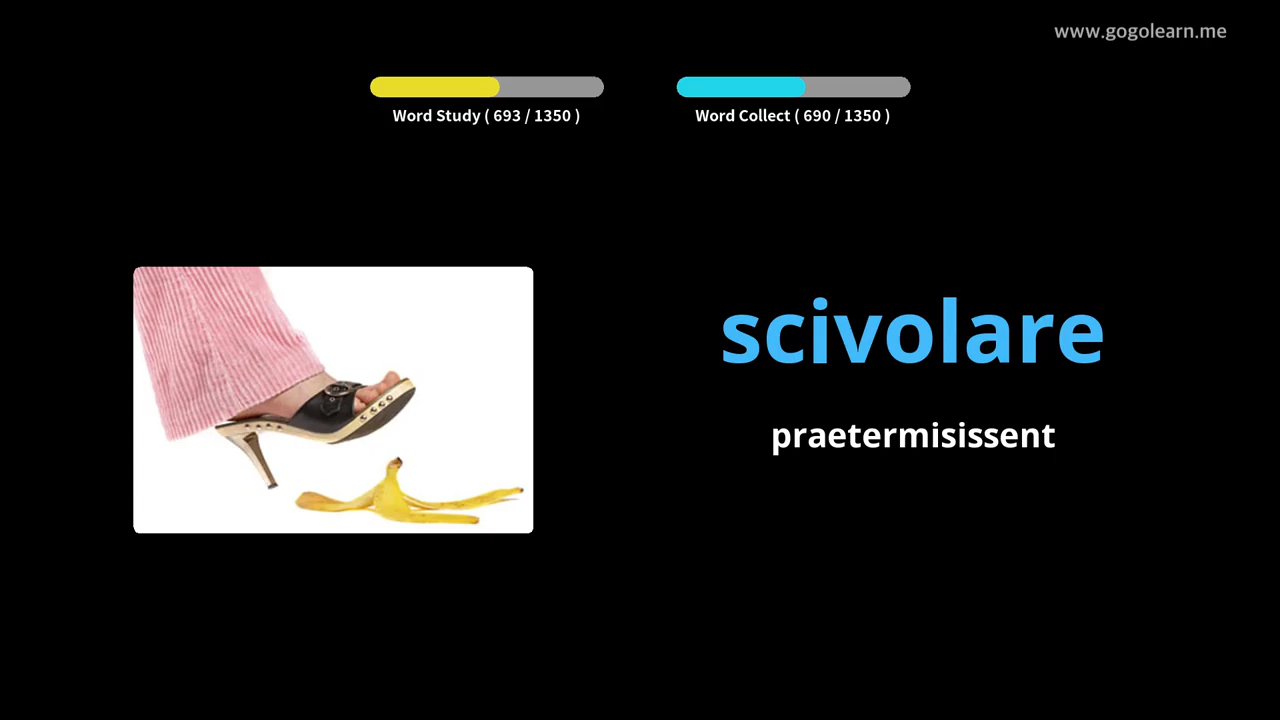 www.gogolearn.me
Word Study ( 693 / 1350 )
Word Collect ( 690 / 1350 )
scivolare
praetermisissent